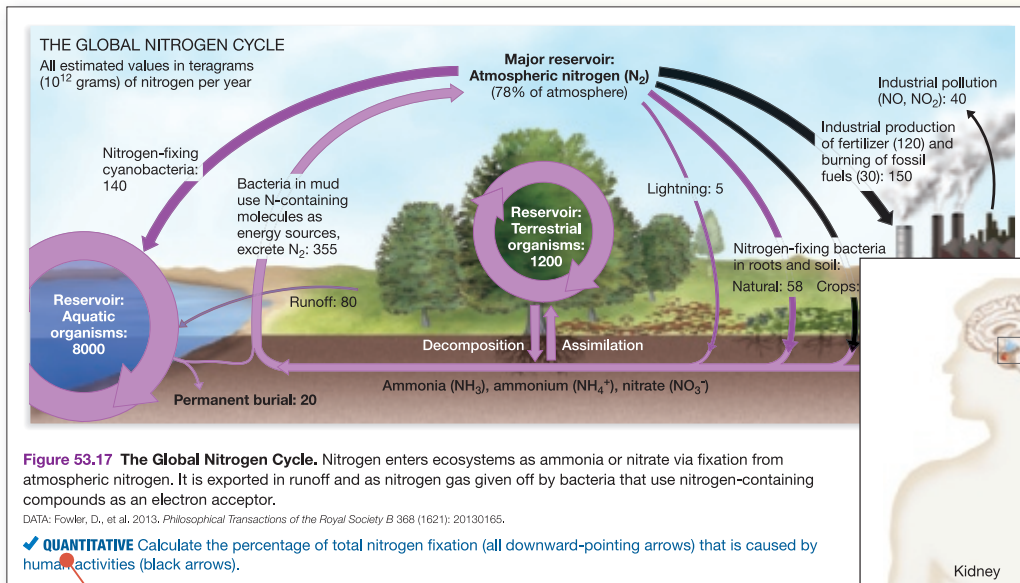 THE GLOBAL NITROGEN CYCLE
All estimated values in teragrams
(10¹² grams) of nitrogen per year
Major reservoir:
Atmospheric nitrogen (N₂)
(78% of atmosphere)
Industrial pollution
(NO, NO₂): 40
Industrial production
of fertilizer (120) and
burning of fossil
fuels (30): 150
Nitrogen-fixing
cyanobacteria:
140
Bacteria in mud
use N-containing
molecules as
energy sources,
excrete N₂: 355
Lightning: 5
Reservoir:
Terrestrial
organisms:
1200
Nitrogen-fixing bacteria
in roots and soil:
Natural: 58 Crops:
Reservoir:
Aquatic
organisms:
8000
Runoff: 80
Decomposition Assimilation
Ammonia (NH₃), ammonium (NH₄⁺), nitrate (NO₃⁻)
Permanent burial: 20
Figure 53.17 The Global Nitrogen Cycle. Nitrogen enters ecosystems as ammonia or nitrate via fixation from
atmospheric nitrogen. It is exported in runoff and as nitrogen gas given off by bacteria that use nitrogen-containing
compounds as an electron acceptor.
DATA: Fowler, D., et al. 2013. Philosophical Transactions of the Royal Society B 368 (1621): 20130165.
✔ QUANTITATIVE Calculate the percentage of total nitrogen fixation (all downward-pointing arrows) that is caused by
human activities (black arrows).
Kidney